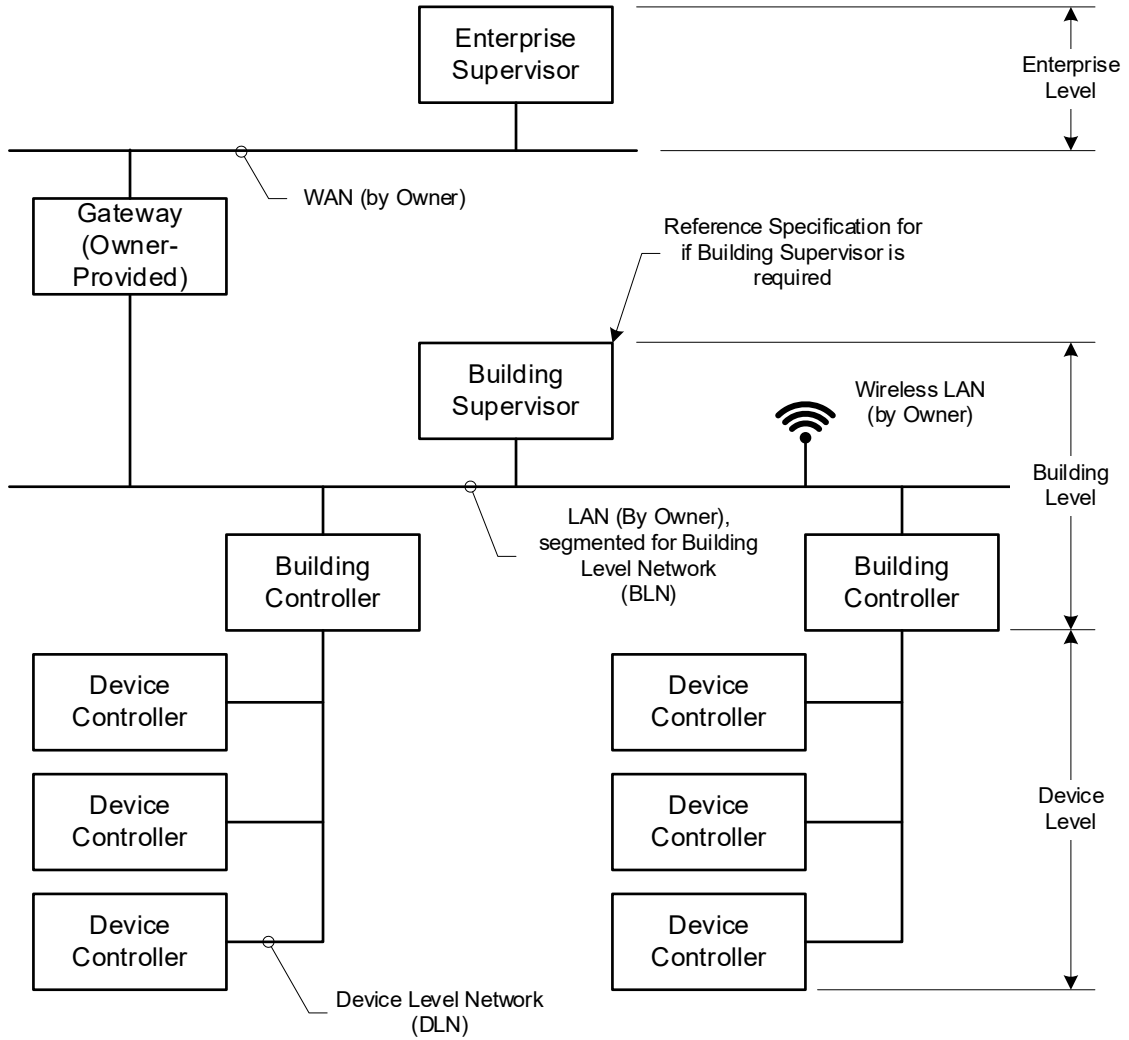 Enterprise
Supervisor
Enterprise
Level
WAN (by Owner)
Gateway
(Owner-
Provided)
Reference Specification for
if Building Supervisor is
required
Building
Supervisor
Wireless LAN
(by Owner)
Building
Level
LAN (By Owner),
segmented for Building
Level Network
(BLN)
Building
Controller
Building
Controller
Device
Controller
Device
Controller
Device
Controller
Device
Controller
Device
Level
Device
Controller
Device
Controller
Device Level Network
(DLN)